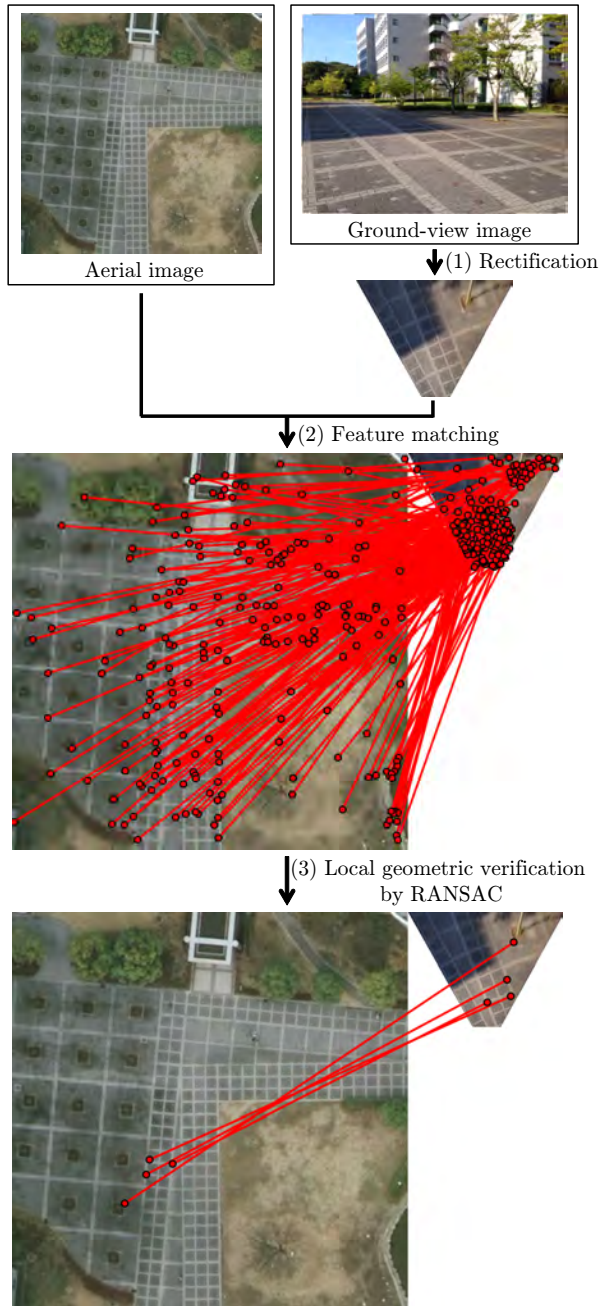 Aerial image
Ground-view image
(1) Rectification
(2) Feature matching
(3) Local geometric verification
by RANSAC